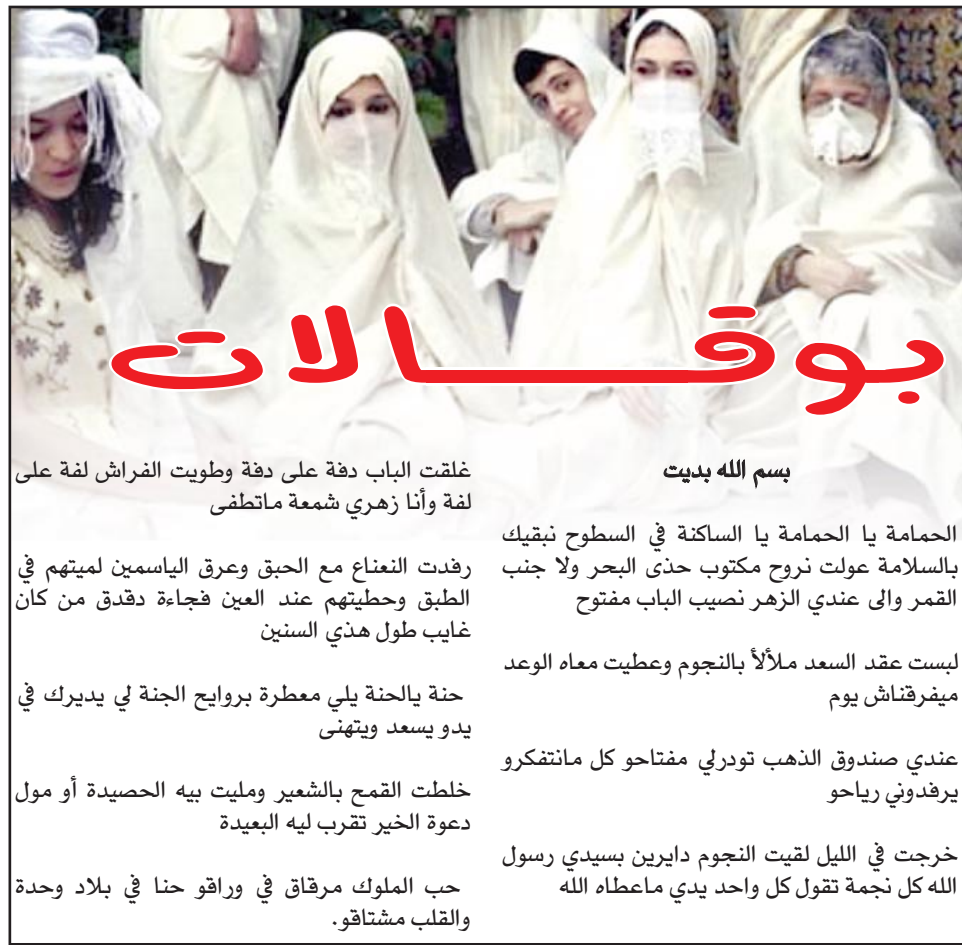 بوقالات
بسم الله بديت
الحمامة يا الحمامة يا الساكنة في السطوح نبقيك
بالسلامة عولت نروح مكتوب حذى البحر ولا جنب
القمر والى عندي الزهر نصيب الباب مفتوح
لبست عقد السعد ملألأ بالنجوم وعطيت معاه الوعد
ميفرقناش يوم
عندي صندوق الذهب تودرلي مفتاحو كل مانتفكرو
يرفدوني رياحو
خرجت في الليل لقيت النجوم دايرين بسيدي رسول
الله كل نجمة تقول كل واحد يدي ماعطاه الله
غلقت الباب دفة على دفة وطويت الفراش لفة على
لفة وأنا زهري شمعة ماتطفى
رفدت النعناع مع الحبق وعرق الياسمين لميتهم في
الطبق وحطيتهم عند العين فجاءة دقدق من كان
غايب طول هذي السنين
حنة يالحنة يلي معطرة بروايح الجنة لي يديرك في
يدو يسعد ويتهنى
خلطت القمح بالشعير ومليت بيه الحصيدة أو مول
دعوة الخير تقرب ليه البعيدة
حب الملوك مرقاق في وراقو حنا في بلاد وحدة
والقلب مشتاقو.